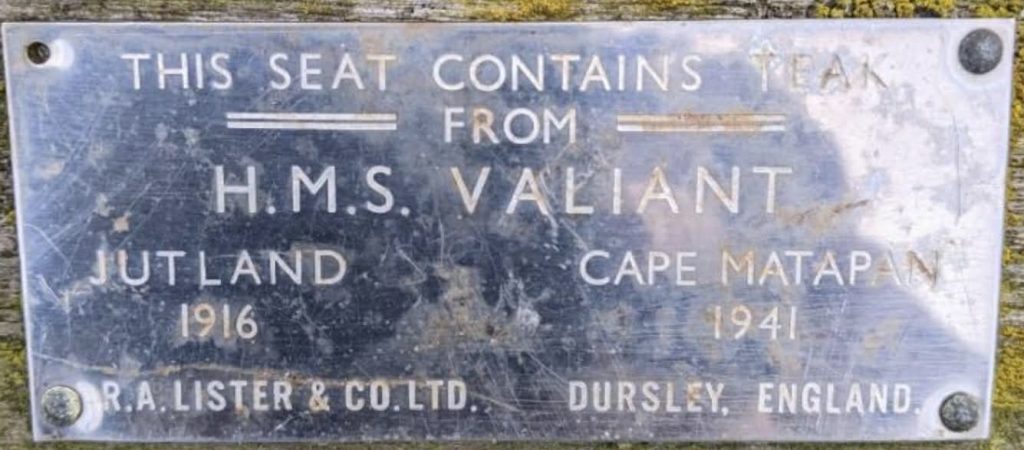 THIS SEAT CONTAINS TEAK
FROM
H.M.S. VALIANT
JUTLAND CAPE MATAPAN
1916 1941
R.A. LISTER & CO. LTD. DURSLEY, ENGLAND.